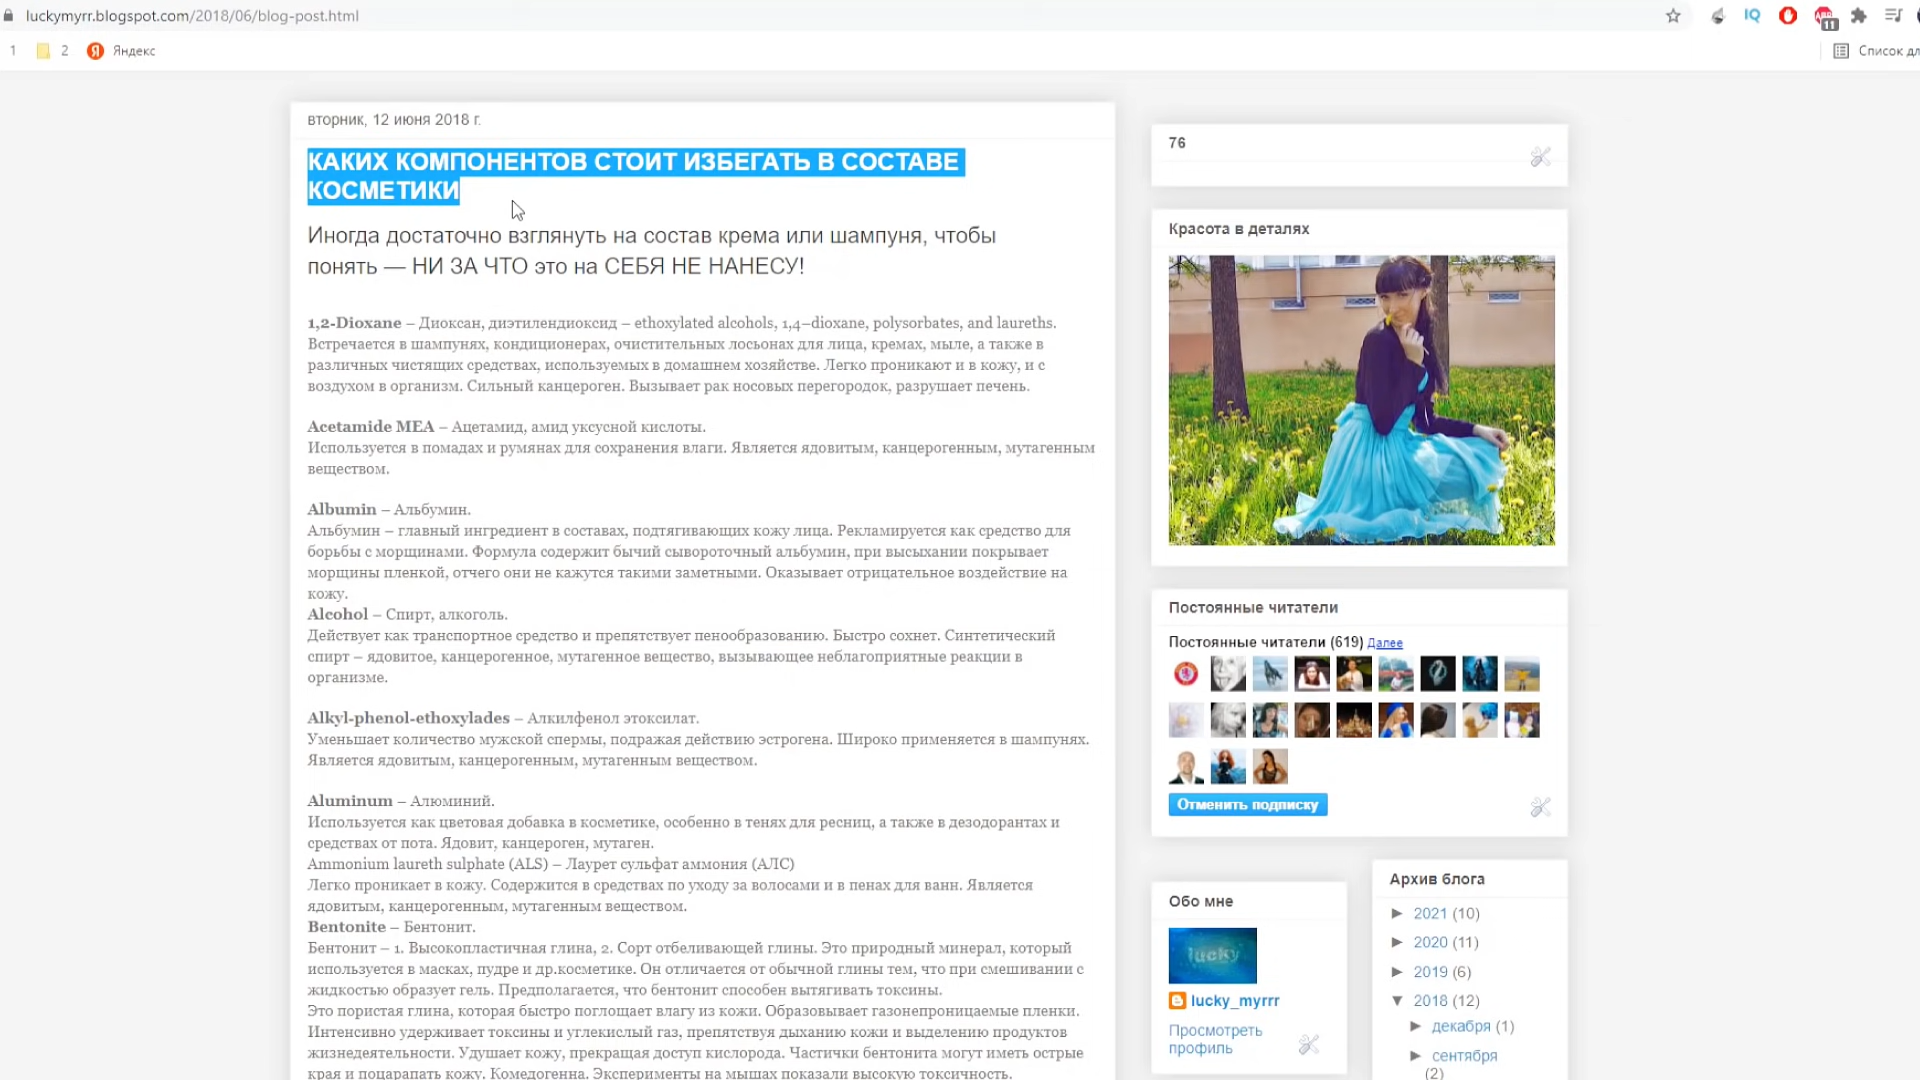 luckymyrr.blogspot.com/2018/06/blog-post.html
IQ
ABP
11
1
2
Я Яндекс
Список дл
вторник, 12 июня 2018 г.
КАКИХ КОМПОНЕНТОВ СТОИТ ИЗБЕГАТЬ В СОСТАВЕ
КОСМЕТИКИ
Иногда достаточно взглянуть на состав крема или шампуня, чтобы
понять — НИ ЗА ЧТО это на СЕБЯ НЕ НАНЕСУ!
1,2-Dioxane – Диоксан, диэтилендиоксид – ethoxylated alcohols, 1,4–dioxane, polysorbates, and laureths.
Встречается в шампунях, кондиционерах, очистительных лосьонах для лица, кремах, мыле, а также в
различных чистящих средствах, используемых в домашнем хозяйстве. Легко проникают и в кожу, и с
воздухом в организм. Сильный канцероген. Вызывает рак носовых перегородок, разрушает печень.
Acetamide MEA – Ацетамид, амид уксусной кислоты.
Используется в помадах и румянах для сохранения влаги. Является ядовитым, канцерогенным, мутагенным
веществом.
Albumin – Альбумин.
Альбумин – главный ингредиент в составах, подтягивающих кожу лица. Рекламируется как средство для
борьбы с морщинами. Формула содержит бычий сывороточный альбумин, при высыхании покрывает
морщины пленкой, отчего они не кажутся такими заметными. Оказывает отрицательное воздействие на
кожу.
Alcohol – Спирт, алкоголь.
Действует как транспортное средство и препятствует пенообразованию. Быстро сохнет. Синтетический
спирт – ядовитое, канцерогенное, мутагенное вещество, вызывающее неблагоприятные реакции в
организме.
Alkyl-phenol-ethoxylades – Алкилфенол этоксилат.
Уменьшает количество мужской спермы, подражая действию эстрогена. Широко применяется в шампунях.
Является ядовитым, канцерогенным, мутагенным веществом.
Aluminum – Алюминий.
Используется как цветовая добавка в косметике, особенно в тенях для ресниц, а также в дезодорантах и
средствах от пота. Ядовит, канцероген, мутаген.
Ammonium laureth sulphate (ALS) – Лаурет сульфат аммония (АЛС)
Легко проникает в кожу. Содержится в средствах по уходу за волосами и в пенах для ванн. Является
ядовитым, канцерогенным, мутагенным веществом.
Bentonite – Бентонит.
Бентонит – 1. Высокопластичная глина, 2. Сорт отбеливающей глины. Это природный минерал, который
используется в масках, пудре и др.косметике. Он отличается от обычной глины тем, что при смешивании с
жидкостью образует гель. Предполагается, что бентонит способен вытягивать токсины.
Это пористая глина, которая быстро поглощает влагу из кожи. Образовывает газонепроницаемые пленки.
Интенсивно удерживает токсины и углекислый газ, препятствуя дыханию кожи и выделению продуктов
жизнедеятельности. Удушает кожу, прекращая доступ кислорода. Частички бентонита могут иметь острые
края и поцарапать кожу. Комедогенна. Эксперименты на мышах показали высокую токсичность.
76
Красота в деталях
Постоянные читатели
Постоянные читатели (619) Далее
Отменить подписку
Обо мне
lucky
lucky_myrrr
Просмотреть
профиль
Архив блога
► 2021 (10)
► 2020 (11)
► 2019 (6)
▼ 2018 (12)
► декабря (1)
► сентября
(2)